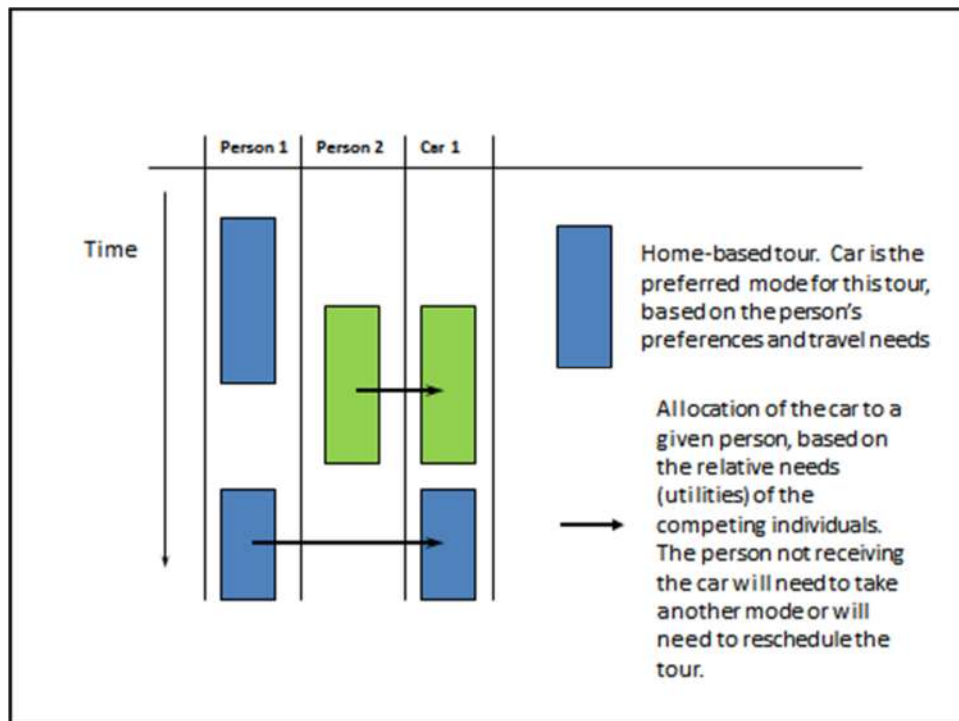 Person 1 Person 2 Car 1
Time
Home-based tour. Car is the
preferred mode for this tour,
based on the person's
preferences and travel needs
Allocation of the car to a
given person, based on
the relative needs
(utilities) of the
competing individuals.
The person not receiving
the car will need to take
another mode or will
need to reschedule the
tour.